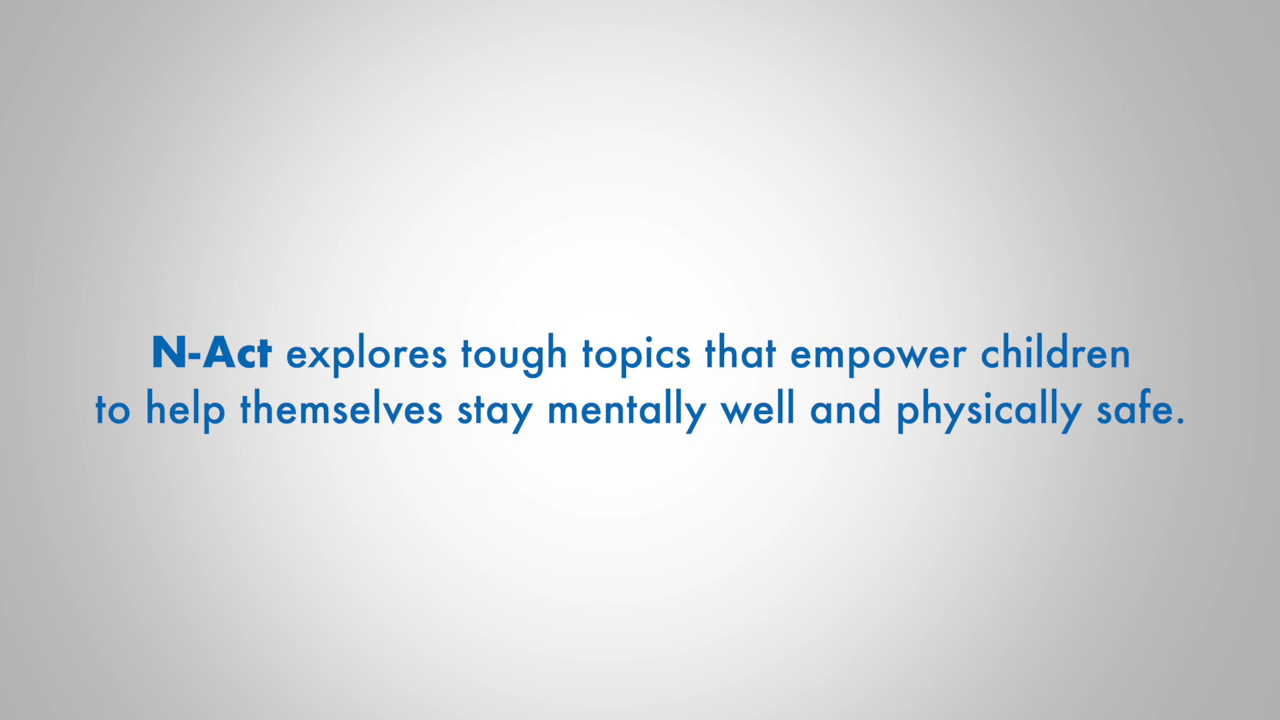 N-Act explores tough topics that empower children
to help themselves stay mentally well and physically safe.